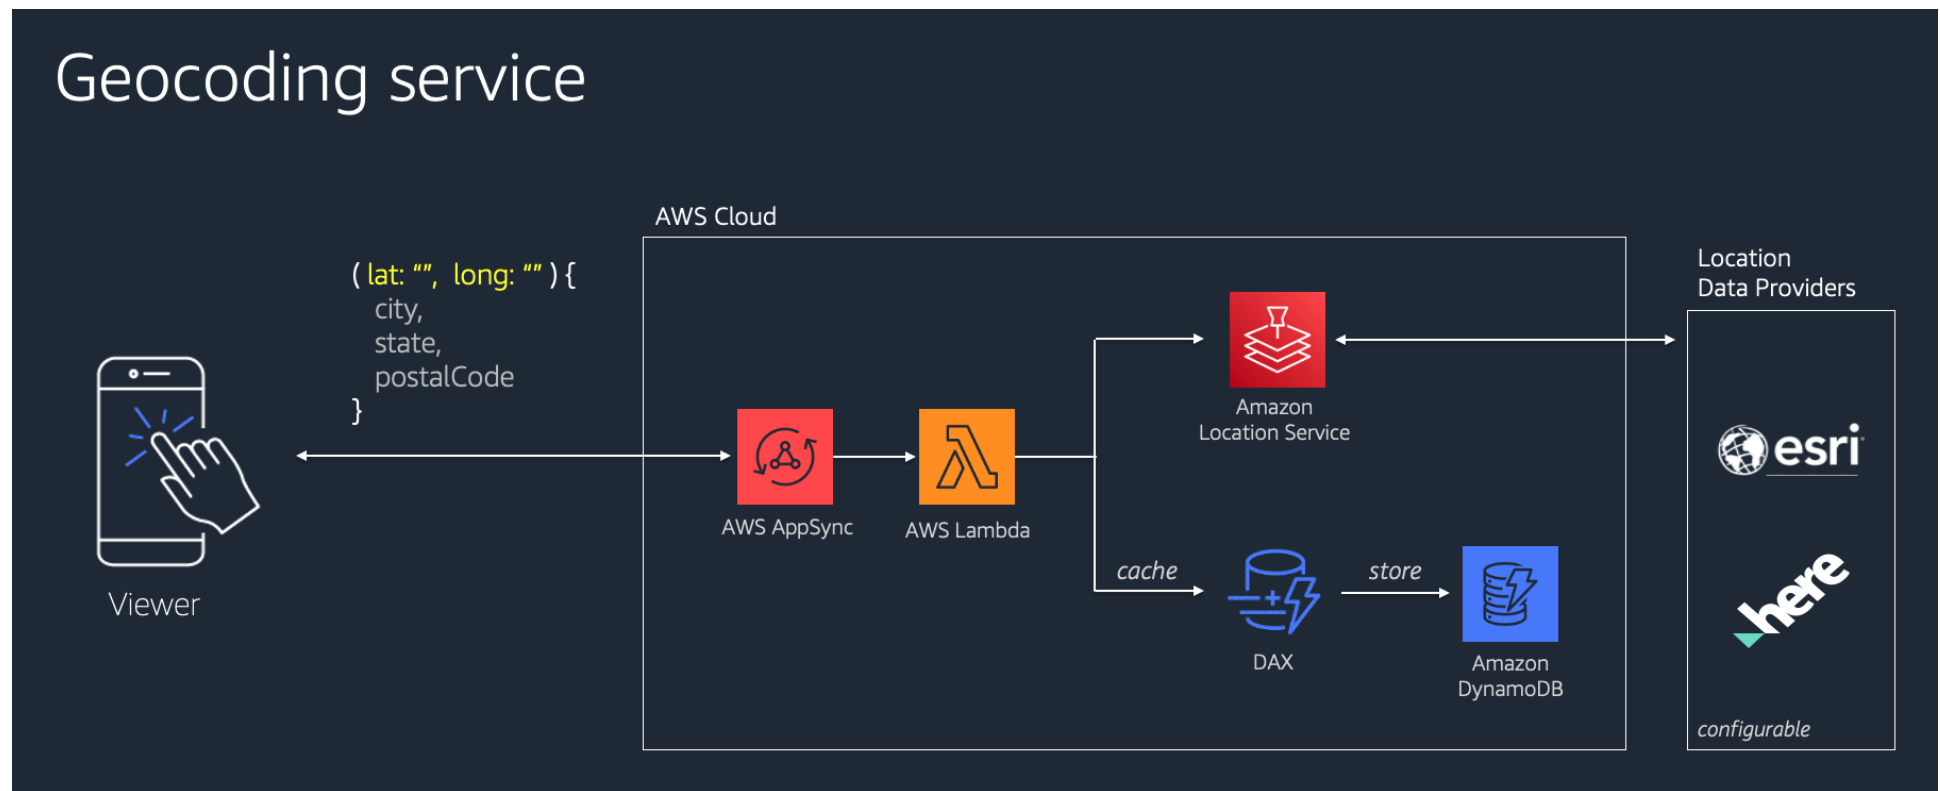 Geocoding service
AWS Cloud
( lat: “”, long: “” ) {
city,
state,
postalCode
}
Viewer
AWS AppSync
AWS Lambda
Amazon
Location Service
cache
DAX
store
Amazon
DynamoDB
Location
Data Providers
esri
here
configurable